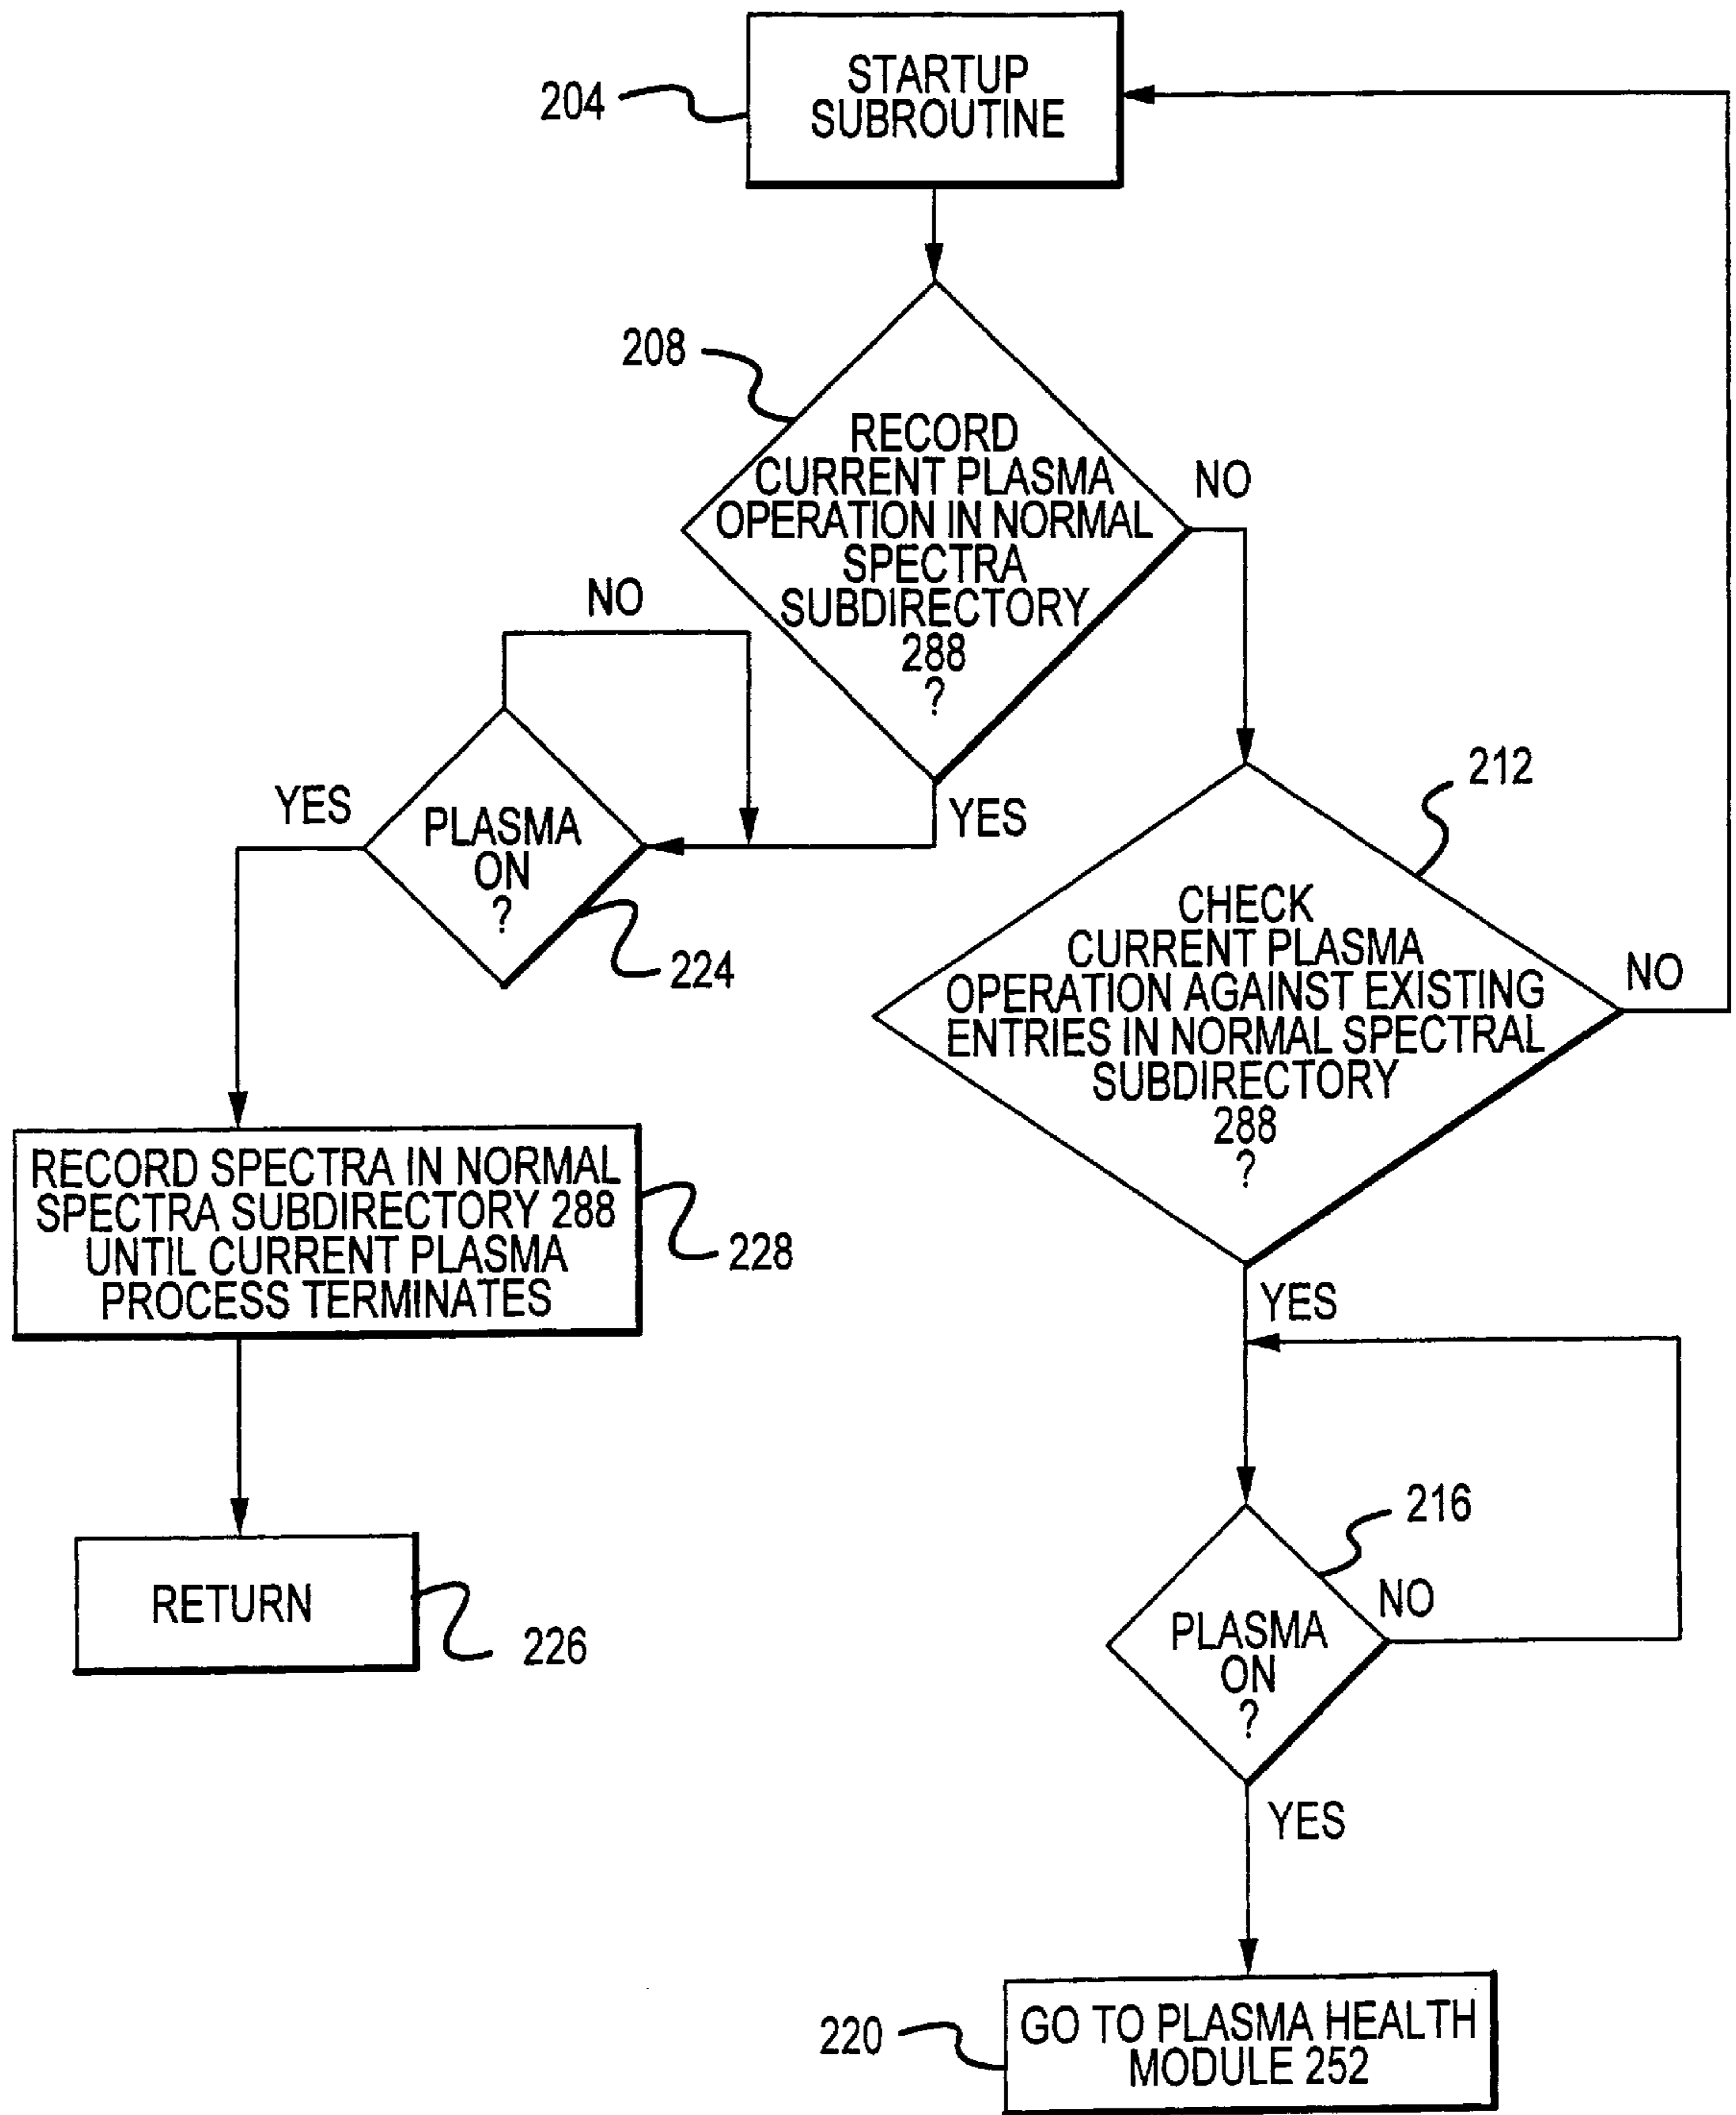 STARTUP
SUBROUTINE
204
208
RECORD
CURRENT PLASMA
OPERATION IN NORMAL
SPECTRA
SUBDIRECTORY
288
?
NO
YES
NO
YES
PLASMA
ON
?
224
212
CHECK
CURRENT PLASMA
OPERATION AGAINST EXISTING
ENTRIES IN NORMAL SPECTRAL
SUBDIRECTORY
288
?
NO
YES
RECORD SPECTRA IN NORMAL
SPECTRA SUBDIRECTORY 288
UNTIL CURRENT PLASMA
PROCESS TERMINATES
228
RETURN
226
216
PLASMA
ON
?
NO
YES
220
GO TO PLASMA HEALTH
MODULE 252